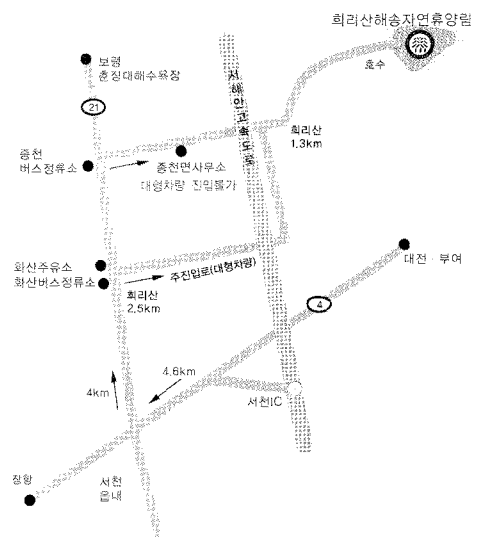 희리산해송자연휴양림
호수
보령
춘장대해수욕장
21
서해안고속도로
희리산
1.3km
종천
버스정류소
종천면사무소
대형차량 진입불가
화산주유소
화산버스정류소
주진입로(대형차량)
희리산
2.5km
대전·부여
4
4.6km
4km
서천IC
장항
서천
읍내